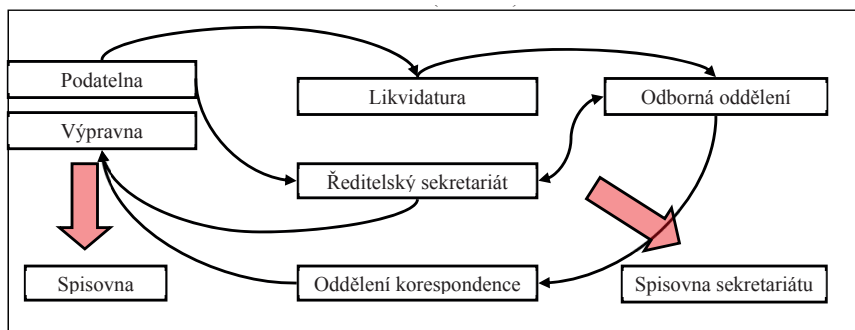 Podatelna
Likvidatura
Odborná oddělení
Výpravna
Ředitelský sekretariát
Spisovna
Oddělení korespondence
Spisovna sekretariátu